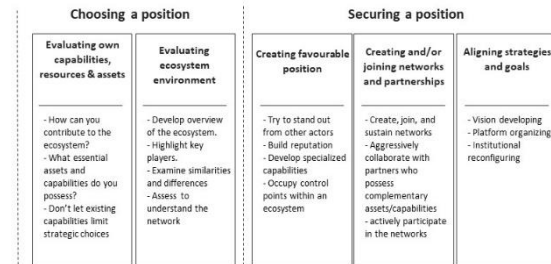 Choosing a position
Securing a position
Evaluating own
capabilities,
resources & assets
- How can you
contribute to the
ecosystem?
- What essential
assets and
capabilities do you
possess?
- Don't let existing
capabilities limit
strategic choices
Evaluating
ecosystem
environment
- Develop overview
of the ecosystem.
- Highlight key
players.
- Examine similarities
and differences
- Assess to
understand the
network
Creating favourable
position
- Try to stand out
from other actors
- Build reputation
- Develop specialized
capabilities
- Occupy control
points within an
ecosystem
Creating and/or
joining networks
and partnerships
- Create, join, and
sustain networks
- Aggressively
collaborate with
partners who
possess
complementary
assets/capabilities
- actively participate
in the networks
Aligning strategies
and goals
- Vision developing
- Platform organizing
- Institutional
reconfiguring